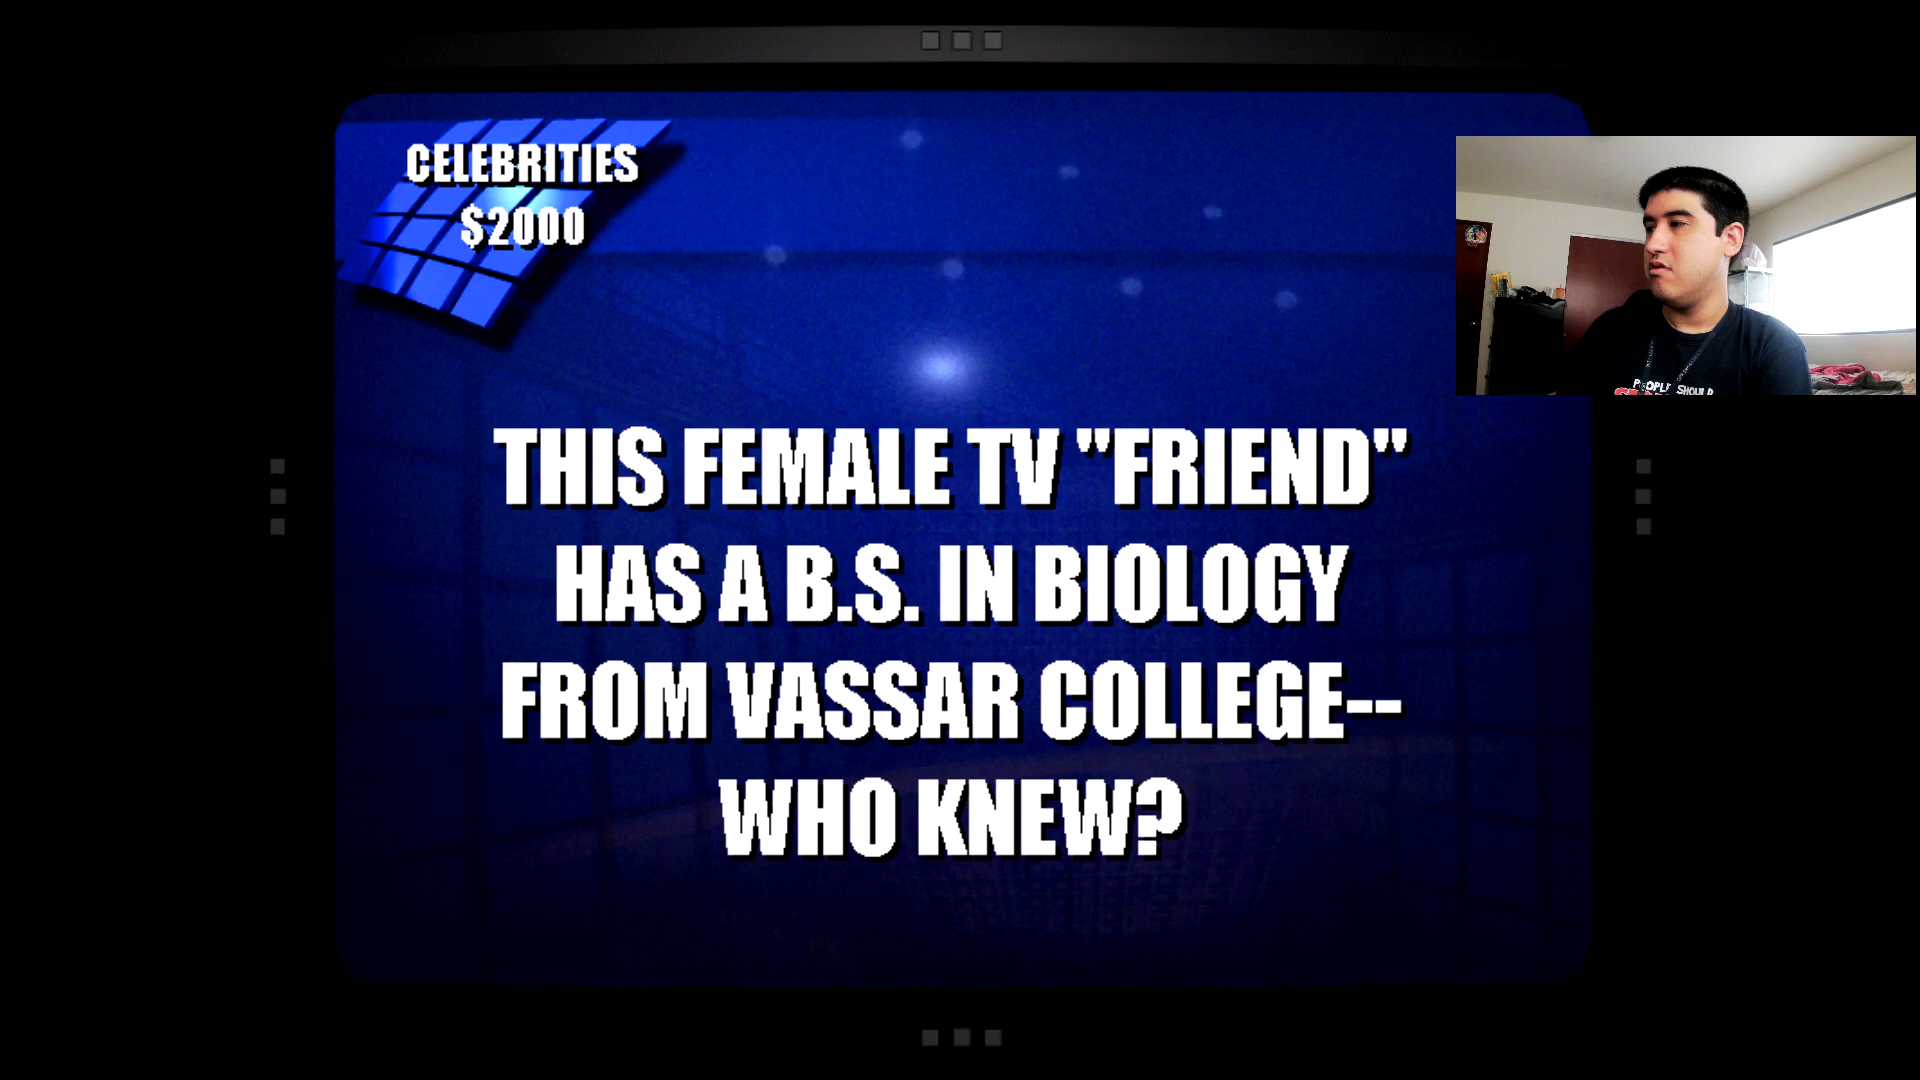 CELEBRITIES
$2000
THIS FEMALE TV "FRIEND"
HAS A B.S. IN BIOLOGY
FROM VASSAR COLLEGE--
WHO KNEW?
PEOPLE SHOULD